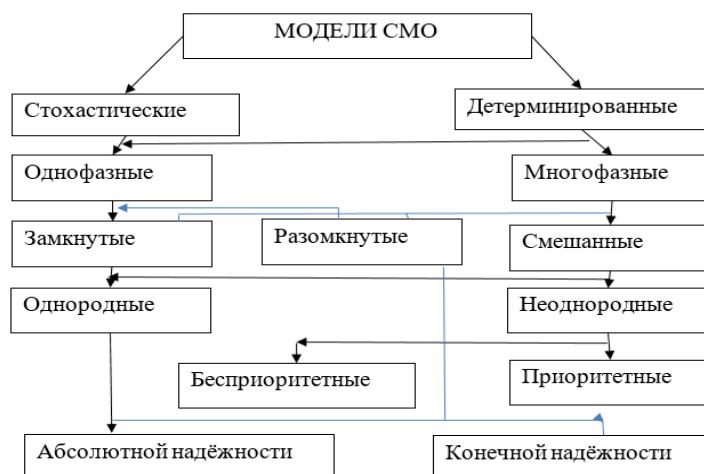 МОДЕЛИ СМО
Стохастические
Детерминированные
Однофазные
Многофазные
Замкнутые
Разомкнутые
Смешанные
Однородные
Неоднородные
Бесприоритетные
Приоритетные
Абсолютной надёжности
Конечной надёжности